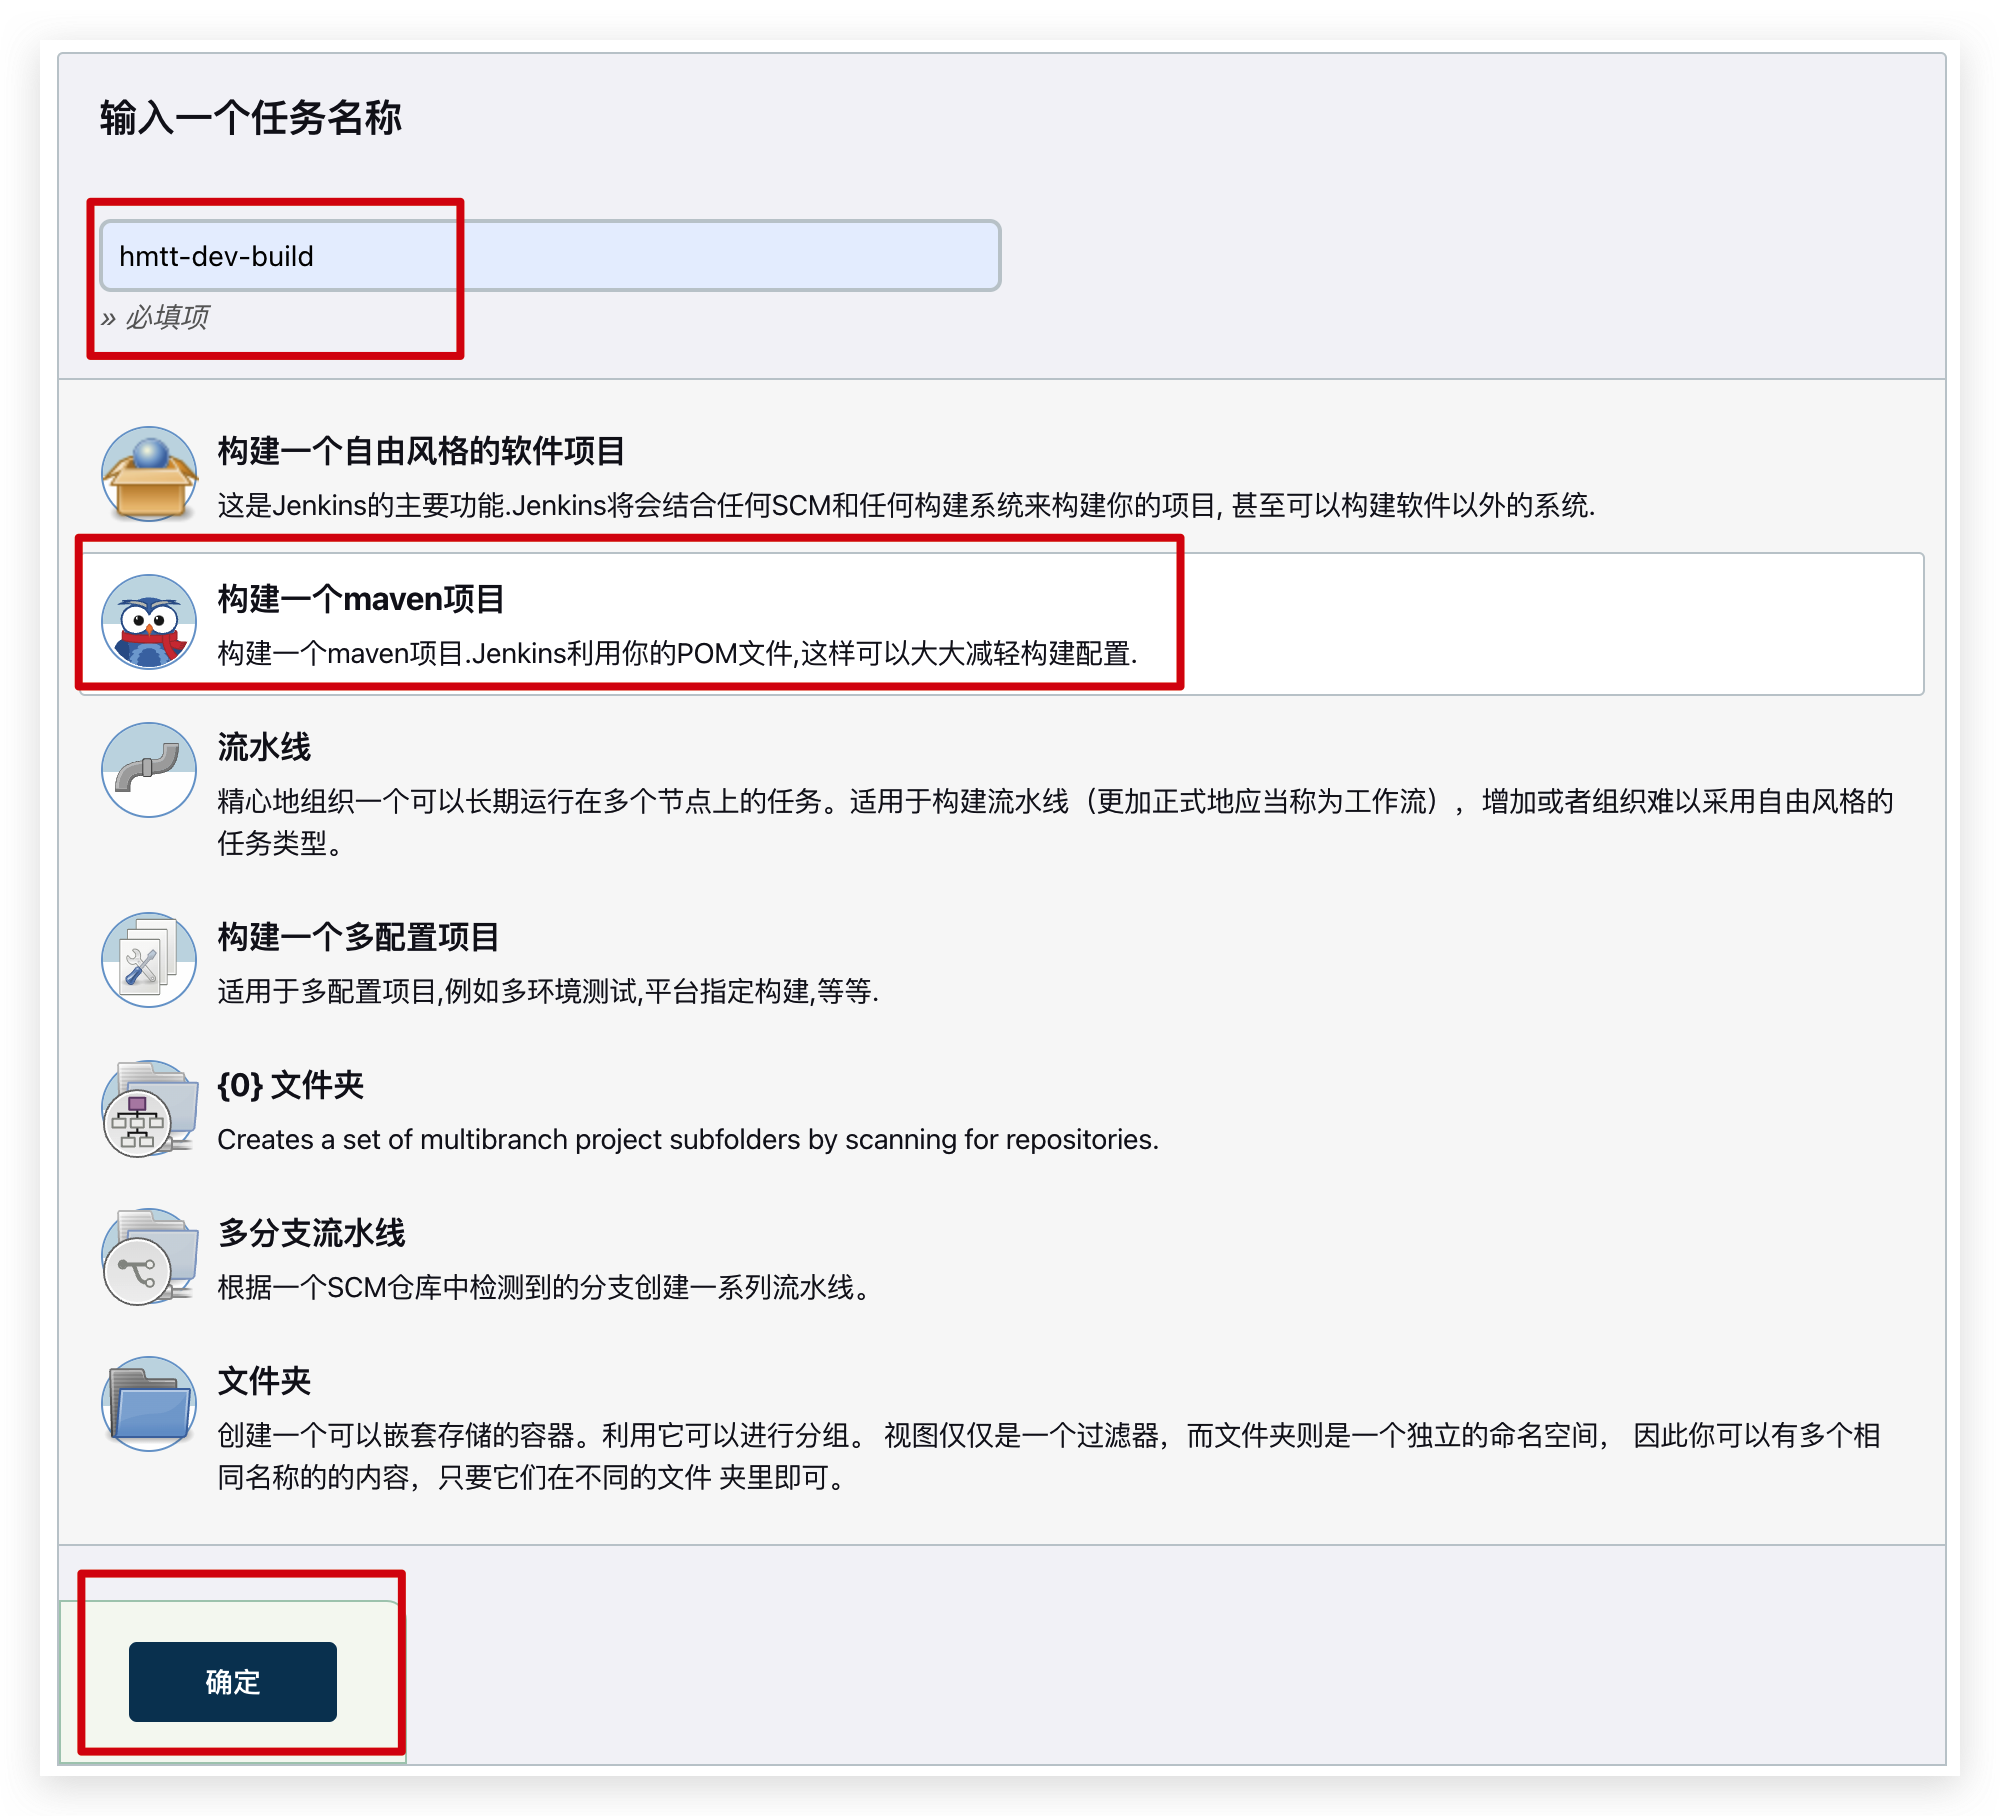 输入一个任务名称
hmtt-dev-build
» 必填项
构建一个自由风格的软件项目
这是Jenkins的主要功能.Jenkins将会结合任何SCM和任何构建系统来构建你的项目, 甚至可以构建软件以外的系统.
构建一个maven项目
构建一个maven项目.Jenkins利用你的POM文件,这样可以大大减轻构建配置.
流水线
精心地组织一个可以长期运行在多个节点上的任务。适用于构建流水线（更加正式地应当称为工作流），增加或者组织难以采用自由风格的
任务类型。
构建一个多配置项目
适用于多配置项目,例如多环境测试,平台指定构建,等等.
{0} 文件夹
Creates a set of multibranch project subfolders by scanning for repositories.
多分支流水线
根据一个SCM仓库中检测到的分支创建一系列流水线。
文件夹
创建一个可以嵌套存储的容器。利用它可以进行分组。 视图仅仅是一个过滤器，而文件夹则是一个独立的命名空间， 因此你可以有多个相
同名称的的内容，只要它们在不同的文件 夹里即可。
确定